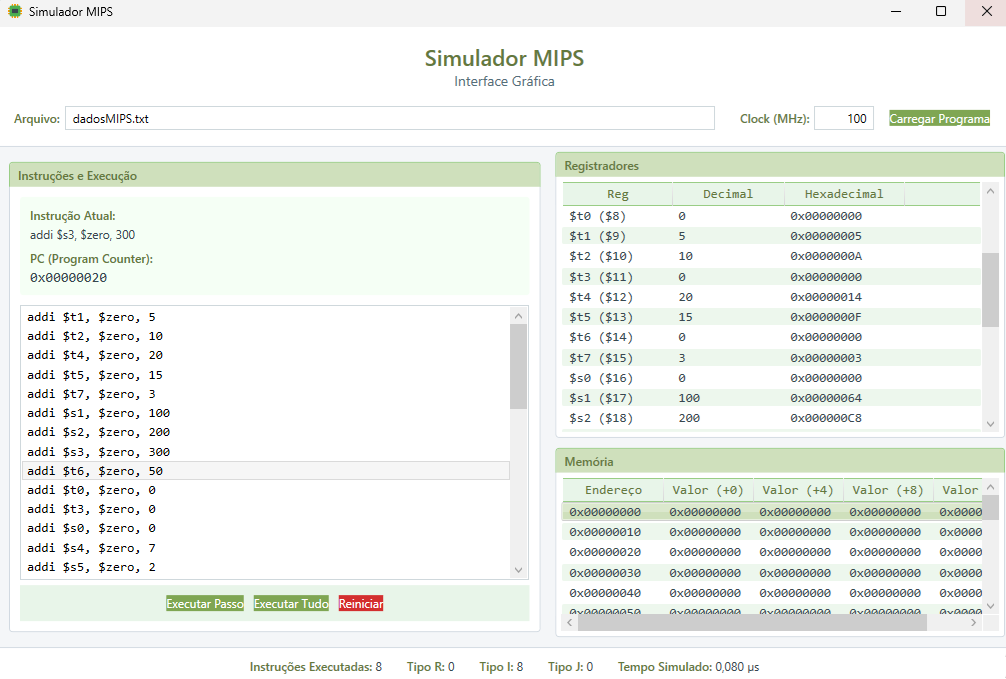 Simulador MIPS
Simulador MIPS
Interface Gráfica
Arquivo: dadosMIPS.txt Clock (MHz): 100 Carregar Programa
Instruções e Execução
Instrução Atual:
addi $s3, $zero, 300
PC (Program Counter):
0x00000020
addi $t1, $zero, 5
addi $t2, $zero, 10
addi $t4, $zero, 20
addi $t5, $zero, 15
addi $t7, $zero, 3
addi $s1, $zero, 100
addi $s2, $zero, 200
addi $s3, $zero, 300
addi $t6, $zero, 50
addi $t0, $zero, 0
addi $t3, $zero, 0
addi $s0, $zero, 0
addi $s4, $zero, 7
addi $s5, $zero, 2
Executar Passo Executar Tudo Reiniciar
Registradores
Reg Decimal Hexadecimal
$t0 ($8) 0 0x00000000
$t1 ($9) 5 0x00000005
$t2 ($10) 10 0x0000000A
$t3 ($11) 0 0x00000000
$t4 ($12) 20 0x00000014
$t5 ($13) 15 0x0000000F
$t6 ($14) 0 0x00000000
$t7 ($15) 3 0x00000003
$s0 ($16) 0 0x00000000
$s1 ($17) 100 0x00000064
$s2 ($18) 200 0x000000C8
Memória
Endereço Valor (+0) Valor (+4) Valor (+8) Valor
0x00000000 0x00000000 0x00000000 0x00000000 0x0000
0x00000010 0x00000000 0x00000000 0x00000000 0x0000
0x00000020 0x00000000 0x00000000 0x00000000 0x0000
0x00000030 0x00000000 0x00000000 0x00000000 0x0000
0x00000040 0x00000000 0x00000000 0x00000000 0x0000
0x00000050 0x00000000 0x00000000 0x00000000 0x0000
Instruções Executadas: 8 Tipo R: 0 Tipo I: 8 Tipo J: 0 Tempo Simulado: 0,080 µs